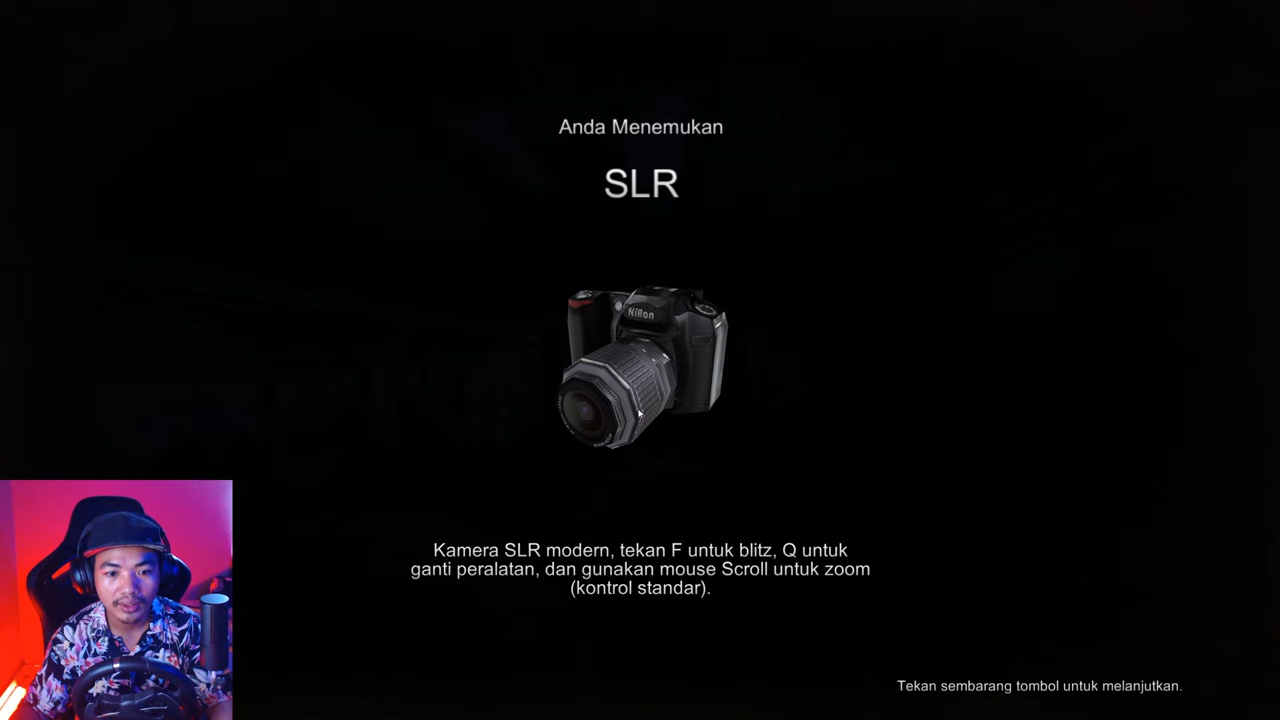 Anda Menemukan
SLR
NiRon
Kamera SLR modern, tekan F untuk blitz, Q untuk
ganti peralatan, dan gunakan mouse Scroll untuk zoom
(kontrol standar).
Tekan sembarang tombol untuk melanjutkan.